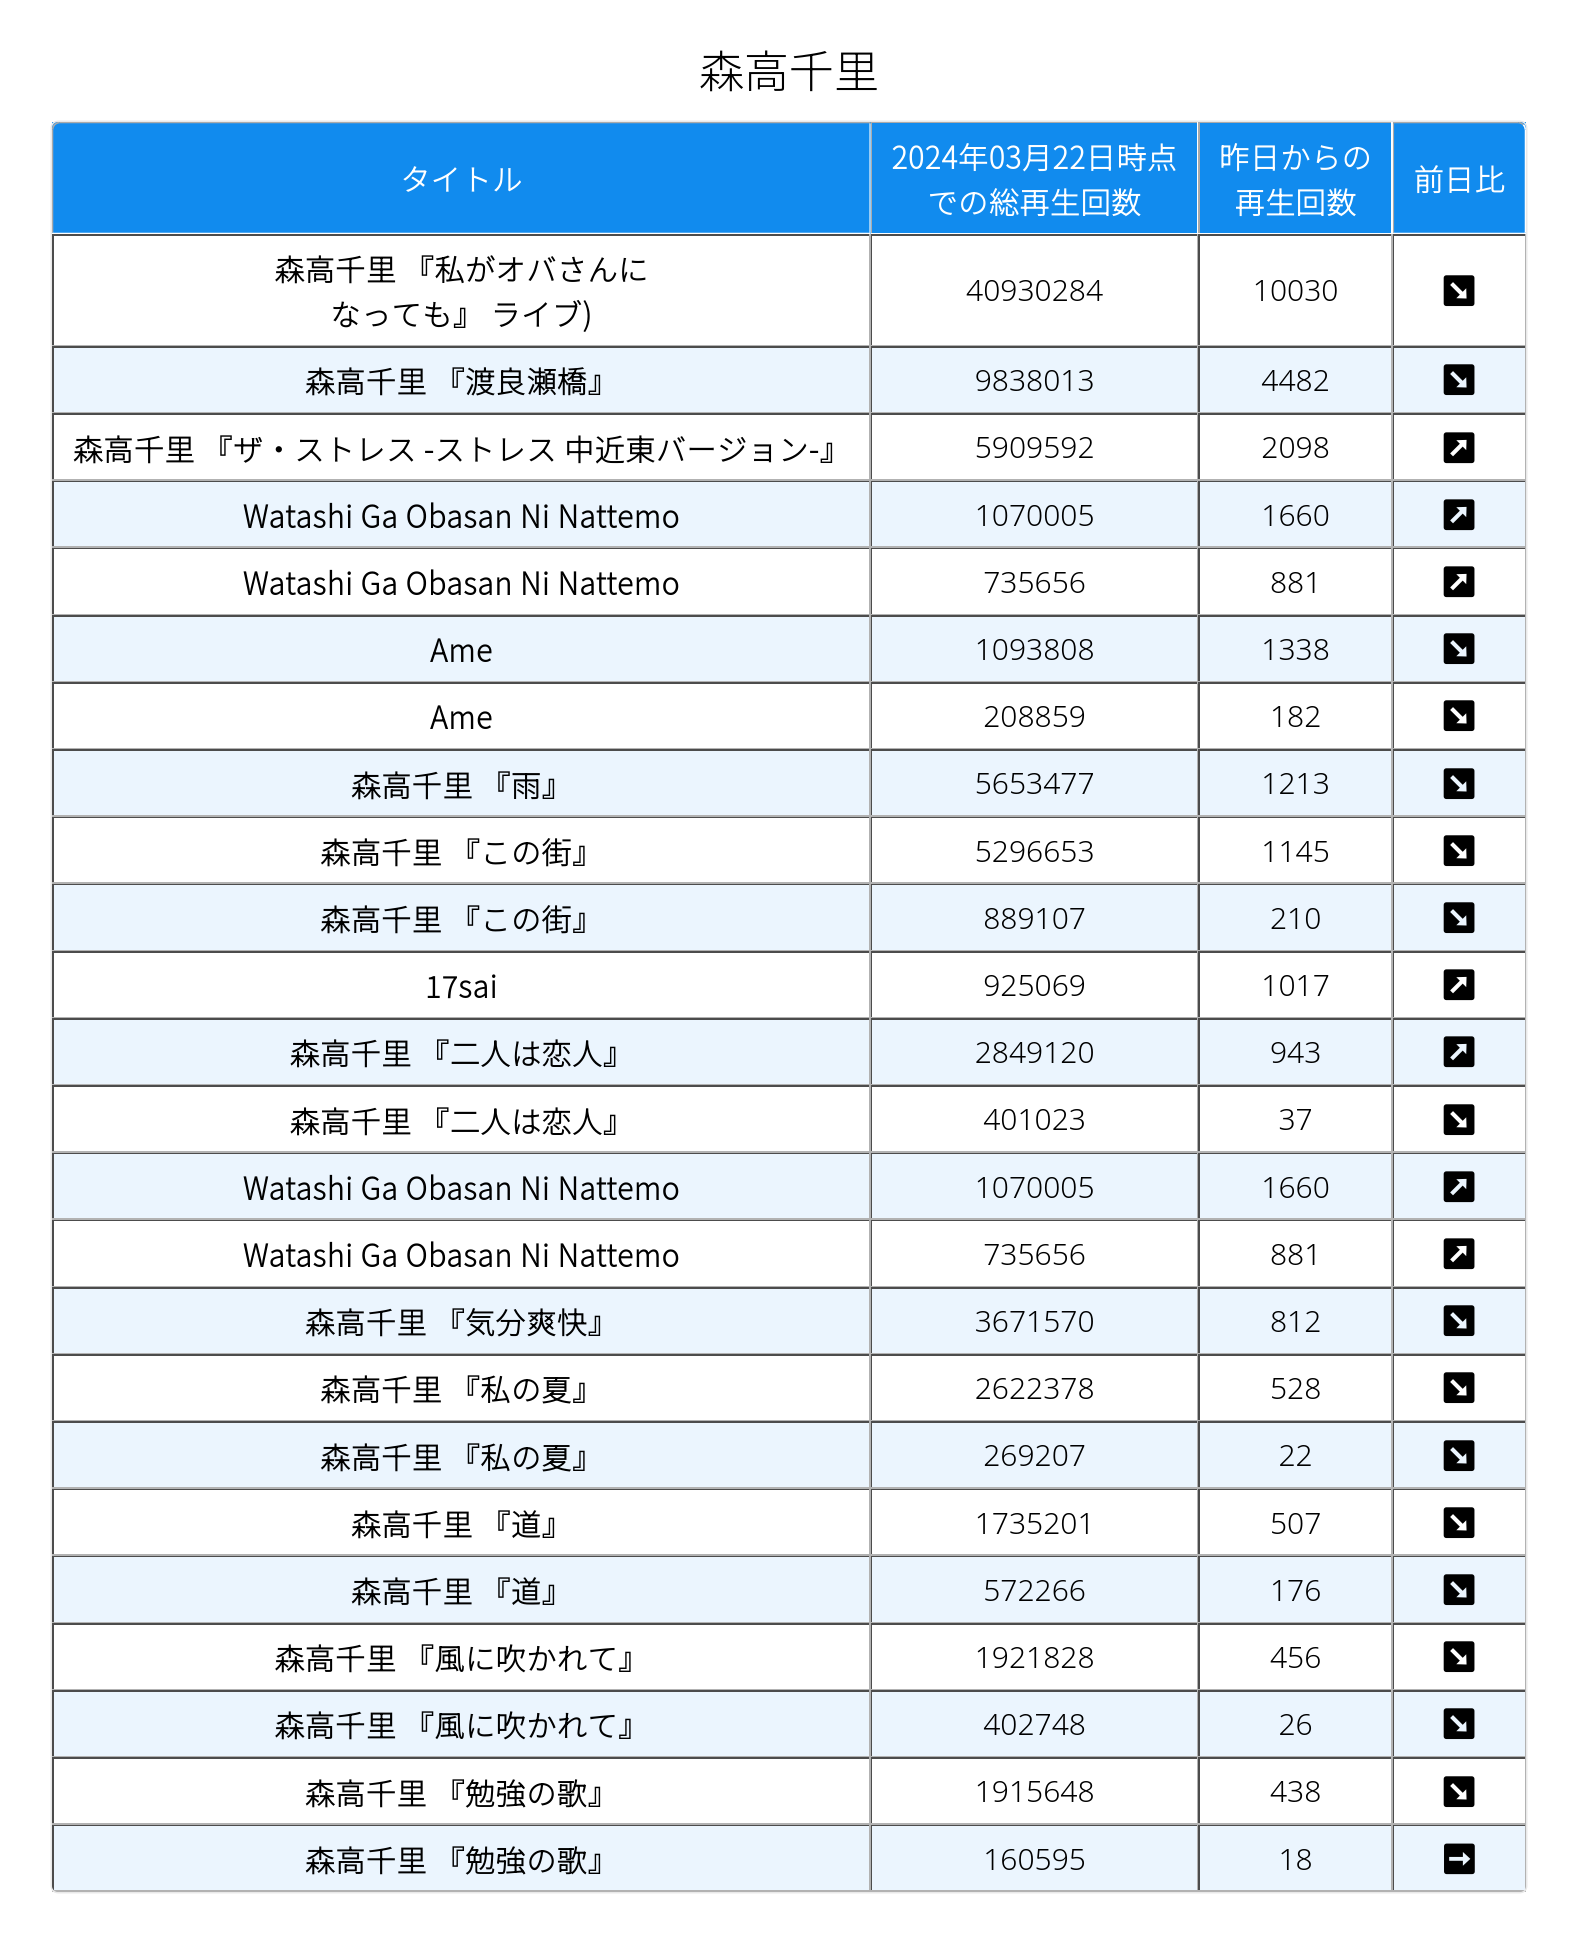 森高千里
タイトル 2024年03月22日時点での総再生回数 昨日からの再生回数 前日比
森高千里 『私がオバさんに
なっても』 ライブ) 40930284 10030 ↘
森高千里 『渡良瀬橋』 9838013 4482 ↘
森高千里 『ザ・ストレス -ストレス 中近東バージョン-』 5909592 2098 ↗
Watashi Ga Obasan Ni Nattemo 1070005 1660 ↗
Watashi Ga Obasan Ni Nattemo 735656 881 ↗
Ame 1093808 1338 ↘
Ame 208859 182 ↘
森高千里 『雨』 5653477 1213 ↘
森高千里 『この街』 5296653 1145 ↘
森高千里 『この街』 889107 210 ↘
17sai 925069 1017 ↗
森高千里 『二人は恋人』 2849120 943 ↗
森高千里 『二人は恋人』 401023 37 ↘
Watashi Ga Obasan Ni Nattemo 1070005 1660 ↗
Watashi Ga Obasan Ni Nattemo 735656 881 ↗
森高千里 『気分爽快』 3671570 812 ↘
森高千里 『私の夏』 2622378 528 ↘
森高千里 『私の夏』 269207 22 ↘
森高千里 『道』 1735201 507 ↘
森高千里 『道』 572266 176 ↘
森高千里 『風に吹かれて』 1921828 456 ↘
森高千里 『風に吹かれて』 402748 26 ↘
森高千里 『勉強の歌』 1915648 438 ↘
森高千里 『勉強の歌』 160595 18 →